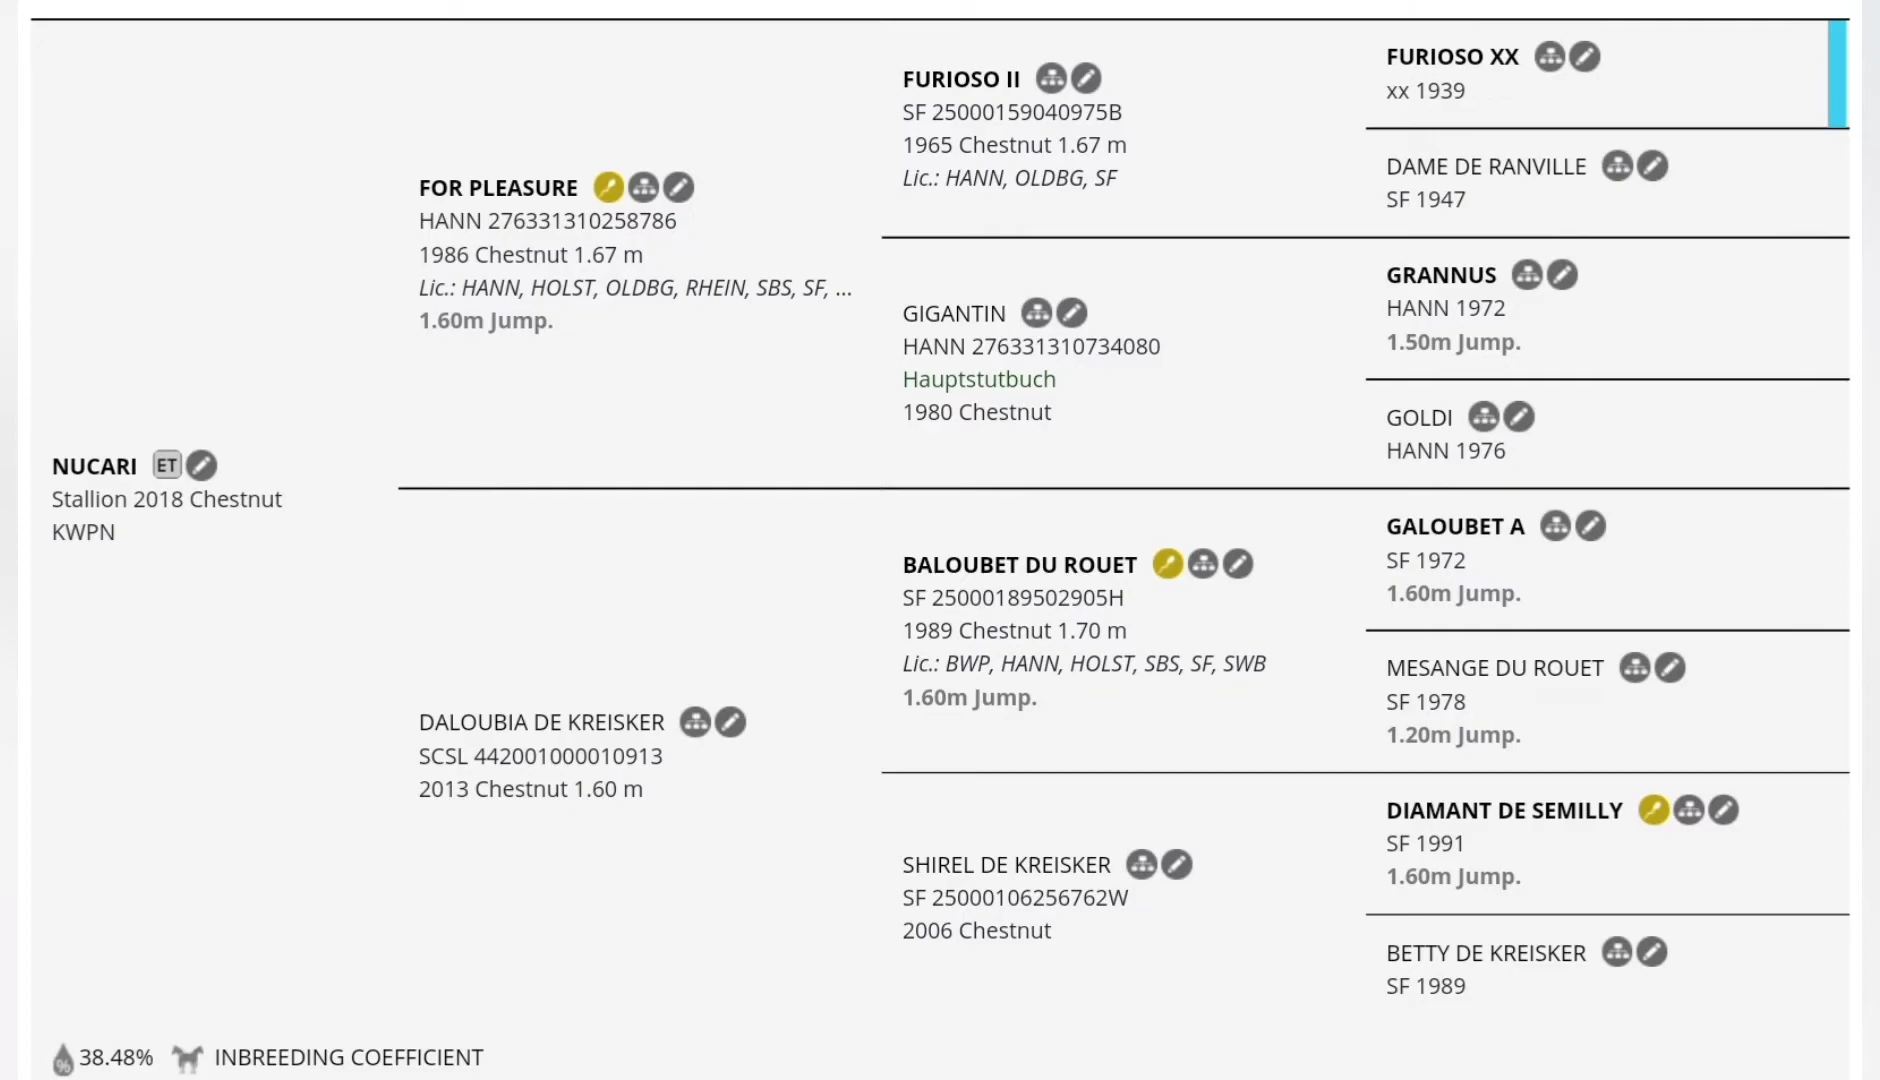 NUCARI ET
Stallion 2018 Chestnut
KWPN
FOR PLEASURE
HANN 276331310258786
1986 Chestnut 1.67 m
Lic.: HANN, HOLST, OLDBG, RHEIN, SBS, SF, ...
1.60m Jump.
DALOUBIA DE KREISKER
SCSL 442001000010913
2013 Chestnut 1.60 m
FURIOSO II
SF 25000159040975B
1965 Chestnut 1.67 m
Lic.: HANN, OLDBG, SF
GIGANTIN
HANN 276331310734080
Hauptstutbuch
1980 Chestnut
BALOUBET DU ROUET
SF 25000189502905H
1989 Chestnut 1.70 m
Lic.: BWP, HANN, HOLST, SBS, SF, SWB
1.60m Jump.
SHIREL DE KREISKER
SF 25000106256762W
2006 Chestnut
FURIOSO XX
xx 1939
DAME DE RANVILLE
SF 1947
GRANNUS
HANN 1972
1.50m Jump.
GOLDI
HANN 1976
GALOUBET A
SF 1972
1.60m Jump.
MESANGE DU ROUET
SF 1978
1.20m Jump.
DIAMANT DE SEMILLY
SF 1991
1.60m Jump.
BETTY DE KREISKER
SF 1989
% 38.48% INBREEDING COEFFICIENT